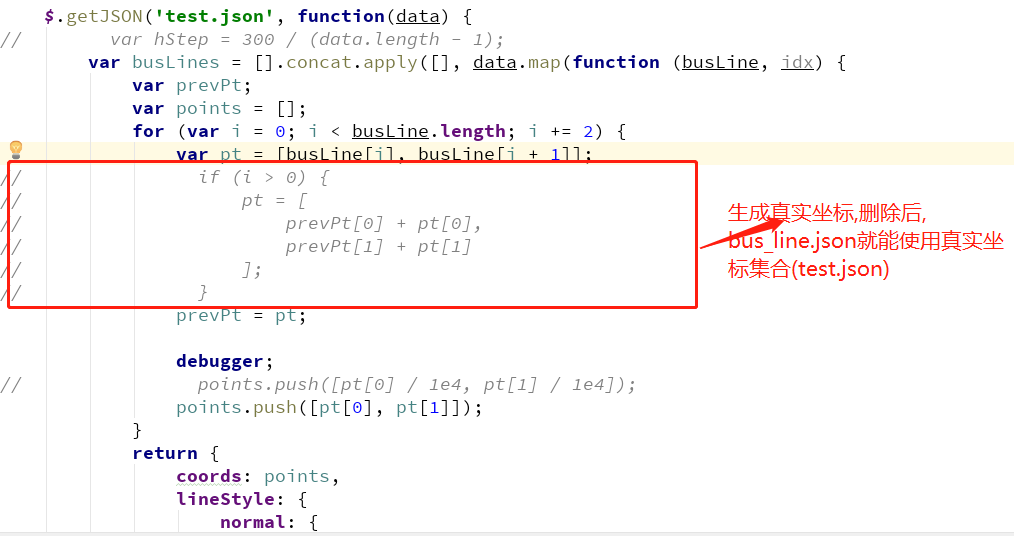 $.getJSON('test.json', function(data) {
//        var hStep = 300 / (data.length - 1);
    var busLines = [].concat.apply([], data.map(function (busLine, idx) {
        var prevPt;
        var points = [];
        for (var i = 0; i < busLine.length; i += 2) {
            var pt = [busLine[i], busLine[i + 1]];
//                if (i > 0) {
//                    pt = [
//                        prevPt[0] + pt[0],
//                        prevPt[1] + pt[1]
//                    ];
//                }
            prevPt = pt;
            debugger;
//                points.push([pt[0] / 1e4, pt[1] / 1e4]);
            points.push([pt[0], pt[1]]);
        }
        return {
            coords: points,
            lineStyle: {
                normal: {
生成真实坐标,删除后,
bus_line.json就能使用真实坐
标集合(test.json)